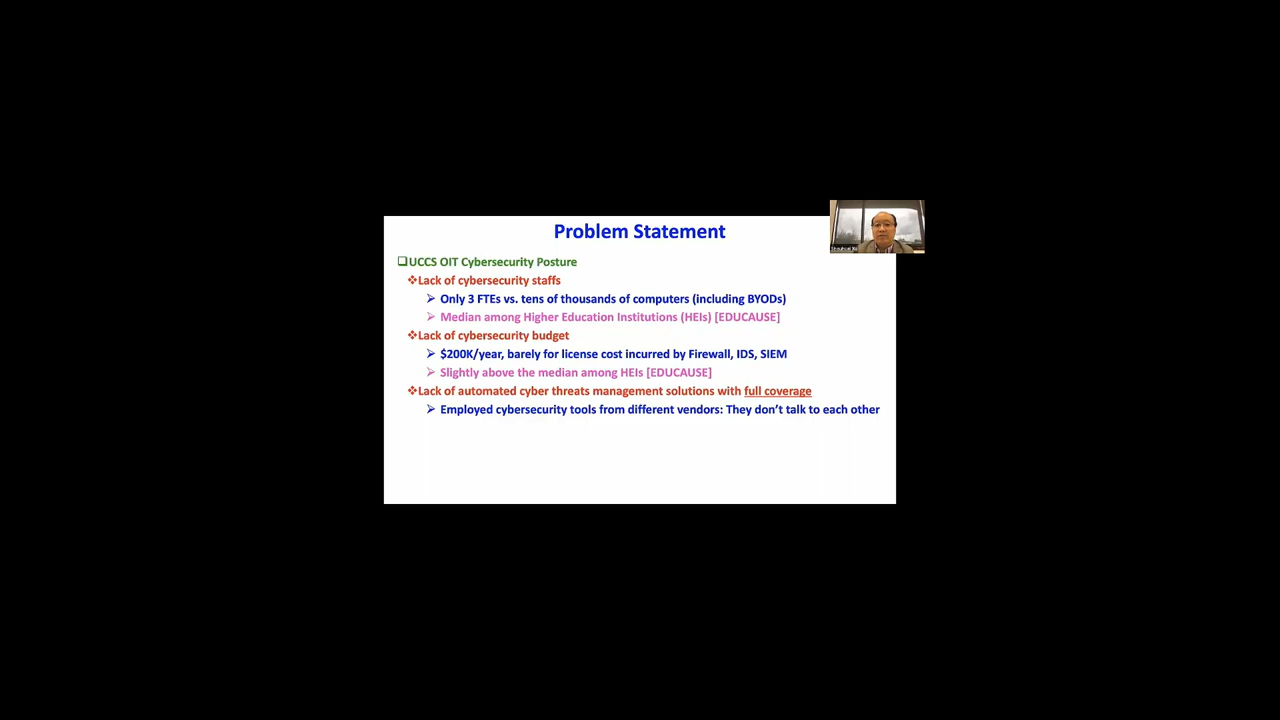 Problem Statement
UCCS OIT Cybersecurity Posture
Lack of cybersecurity staffs
Only 3 FTEs vs. tens of thousands of computers (including BYODs)
Median among Higher Education Institutions (HEIs) [EDUCAUSE]
Lack of cybersecurity budget
$200K/year, barely for license cost incurred by Firewall, IDS, SIEM
Slightly above the median among HEIs [EDUCAUSE]
Lack of automated cyber threats management solutions with full coverage
Employed cybersecurity tools from different vendors: They don’t talk to each other